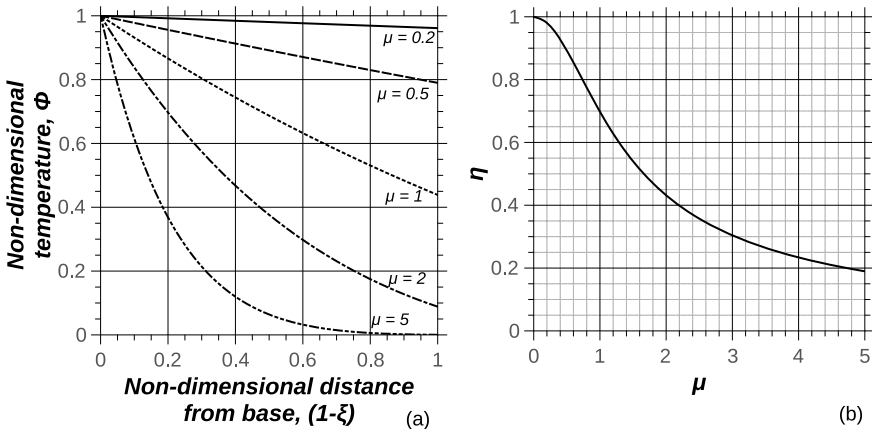 Non-dimensional
temperature, Φ
1
0.8
0.6
0.4
0.2
0
μ = 0.2
μ = 0.5
μ = 1
μ = 2
μ = 5
0 0.2 0.4 0.6 0.8 1
Non-dimensional distance
from base, (1-ξ)
(a)
η
1
0.8
0.6
0.4
0.2
0
0 1 2 3 4 5
μ
(b)